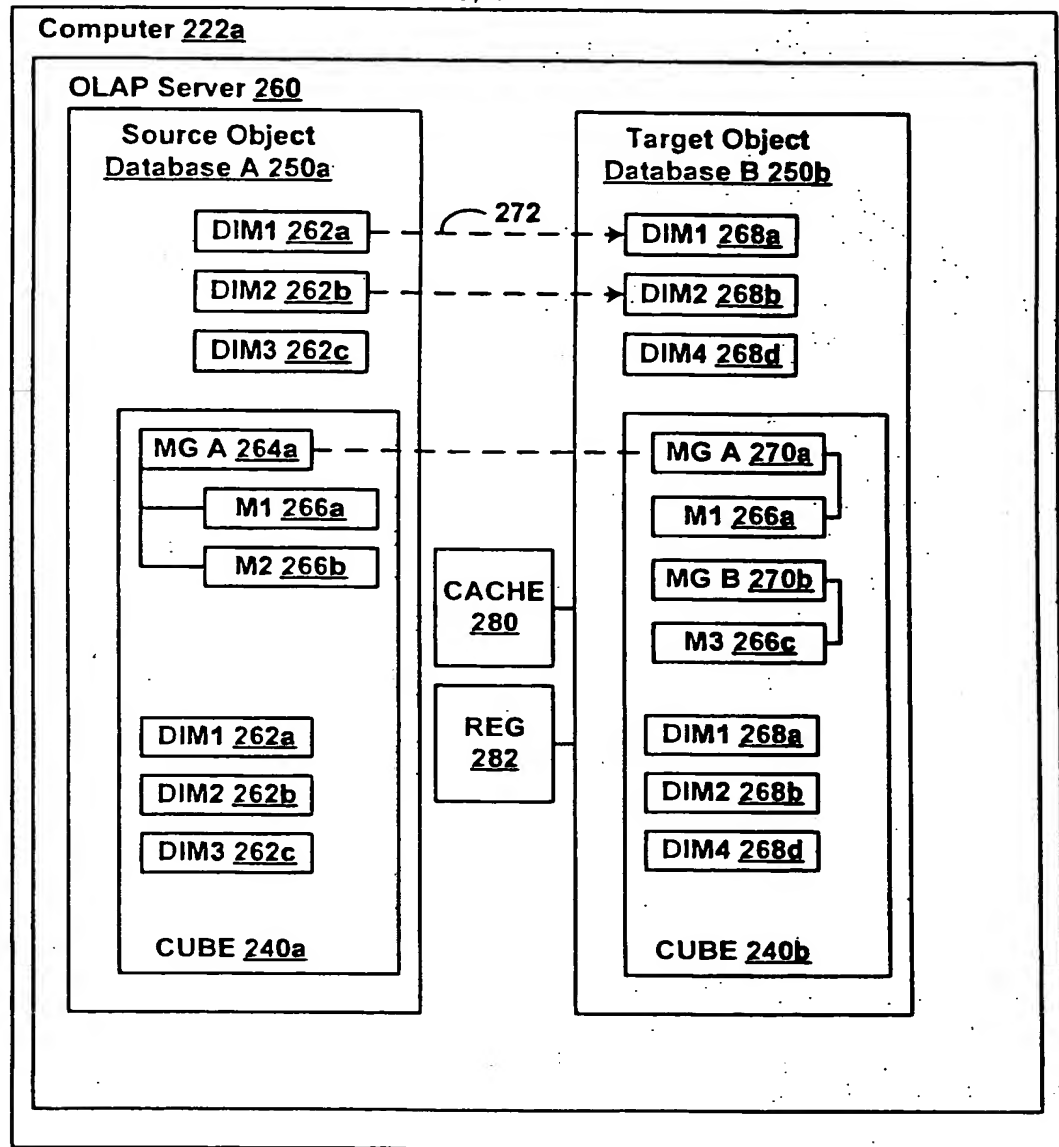 Computer 222a
OLAP Server 260
Source Object
Database A 250a
DIM1 262a
DIM2 262b
DIM3 262c
MG A 264a
M1 266a
M2 266b
DIM1 262a
DIM2 262b
DIM3 262c
CUBE 240a
272
CACHE
280
REG
282
Target Object
Database B 250b
DIM1 268a
DIM2 268b
DIM4 268d
MG A 270a
M1 266a
MG B 270b
M3 266c
DIM1 268a
DIM2 268b
DIM4 268d
CUBE 240b